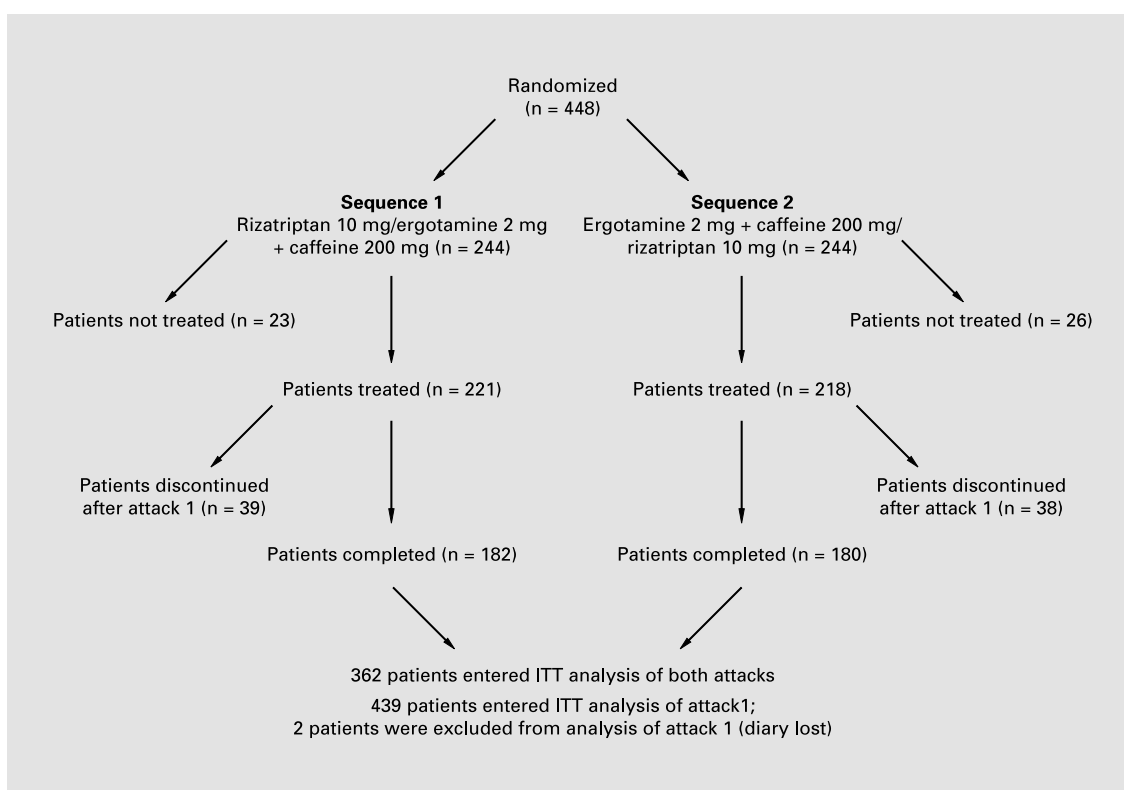 Randomized
(n = 448)
Sequence 1
Rizatriptan 10 mg/ergotamine 2 mg
+ caffeine 200 mg (n = 244)
Sequence 2
Ergotamine 2 mg + caffeine 200 mg/
rizatriptan 10 mg (n = 244)
Patients not treated (n = 23)
Patients not treated (n = 26)
Patients treated (n = 221)
Patients treated (n = 218)
Patients discontinued
after attack 1 (n = 39)
Patients discontinued
after attack 1 (n = 38)
Patients completed (n = 182)
Patients completed (n = 180)
362 patients entered ITT analysis of both attacks
439 patients entered ITT analysis of attack1;
2 patients were excluded from analysis of attack 1 (diary lost)